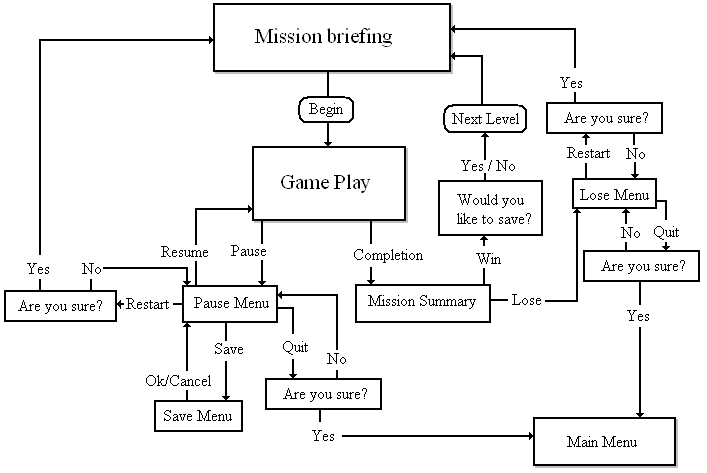 Mission briefing
Begin
Next Level
Yes
Are you sure?
Restart
No
Yes / No
Game Play
Would you
like to save?
Lose Menu
Resume
Pause
Completion
Win
No
Quit
Yes
No
Are you sure?
Are you sure?
Restart
Pause Menu
Mission Summary
Lose
Yes
Save
Quit
No
Ok/Cancel
Are you sure?
Save Menu
Yes
Main Menu